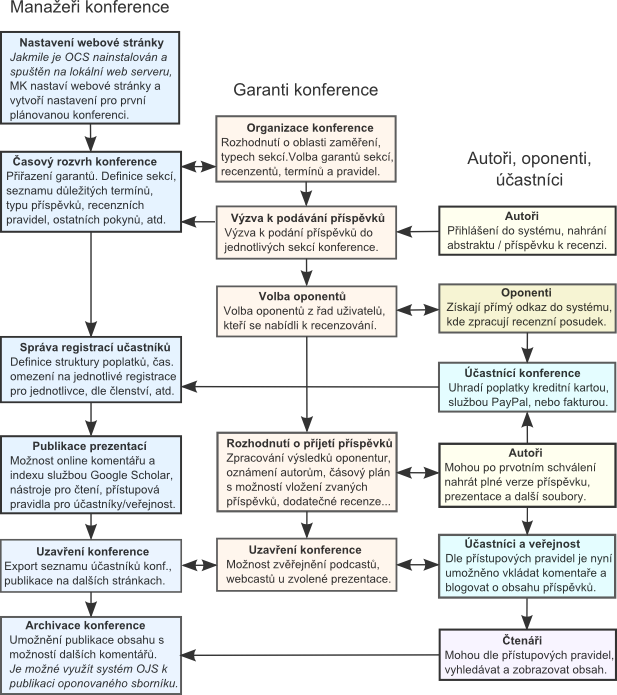 Manažeři konference
Nastavení webové stránky
Jakmile je OCS nainstalován a
spuštěn na lokální web serveru,
MK nastaví webové stránky a
vytvoří nastavení pro první
plánovanou konferenci.
Časový rozvrh konference
Přiřazení garantů. Definice sekcí,
seznamu důležitých termínů,
typu příspěvků, recenzních
pravidel, ostatních pokynů, atd.
Správa registrací učastníků
Definice struktury poplatků, čas.
omezení na jednotlivé registrace
pro jednotlivce, dle členství, atd.
Publikace prezentací
Možnost online komentářu a
indexu službou Google Scholar,
nástroje pro čtení, přístupová
pravidla pro účastníky/veřejnost.
Uzavření konference
Export seznamu účastníků konf.,
publikace na dalších stránkach.
Archivace konference
Umožnění publikace obsahu s
možností dalších komentářů.
Je možné využít systém OJS k
publikaci oponovaného sborníku.
Garanti konference
Organizace konference
Rozhodnutí o oblasti zaměření,
typech sekcí.Volba garantů sekcí,
recenzentů, termínů a pravidel.
Výzva k podávání příspěvků
Výzva k podání příspěvků do
jednotlivých sekcí konference.
Volba oponentů
Volba oponentů z řad uživatelů,
kteří se nabídli k recenzování.
Rozhodnutí o příjetí příspěvků
Zpracování výsledků oponentur,
oznámení autorům, čásový plán
s možností vložení zvaných
příspěvků, dodatečné recenze...
Uzavření konference
Možnost zvěřejnění podcastů,
webcastů u zvolené prezentace.
Autoři, oponenti,
účastníci
Autoři
Přihlášení do systému, nahrání
abstraktu / příspěvku k recenzi.
Oponenti
Získají přímý odkaz do systému,
kde zpracují recenzní posudek.
Účastnící konference
Uhradí poplatky kreditní kartou,
službou PayPal, nebo fakturou.
Autoři
Mohou po prvotním schválení
nahrát plné verze příspěvku,
prezentace a další soubory.
Účastníci a veřejnost
Dle přístupových pravidel je nyní
umožněno vkládat komentaře a
blogovat o obsahu příspěvků.
Čtenáři
Mohou dle přístupových pravidel,
vyhledávat a zobrazovat obsah.